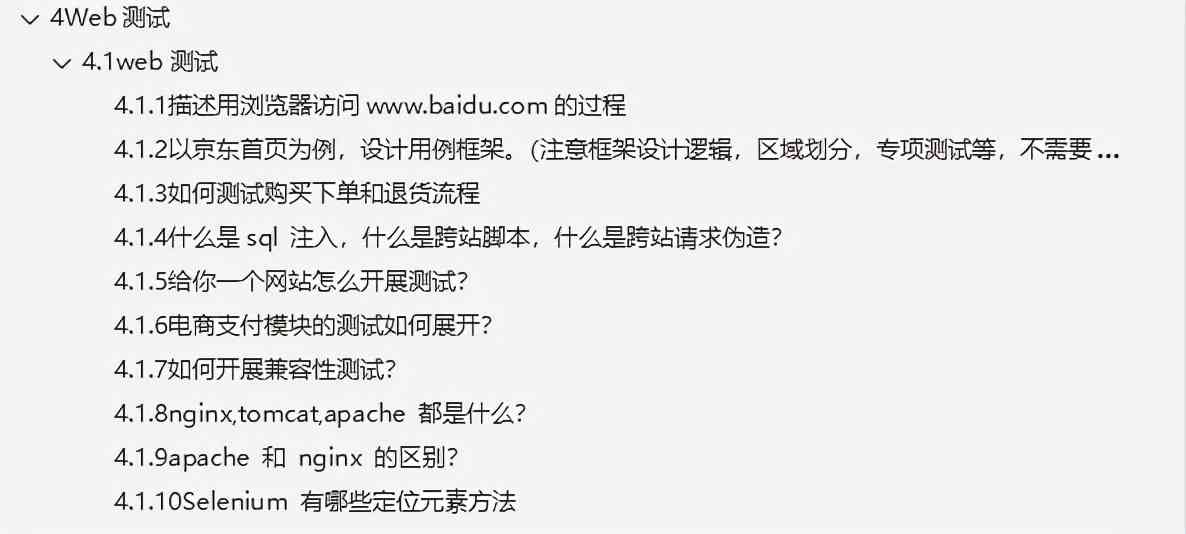 4Web 测试
4.1web 测试
4.1.1描述用浏览器访问 www.baidu.com 的过程
4.1.2以京东首页为例，设计用例框架。(注意框架设计逻辑，区域划分，专项测试等，不需要 ...
4.1.3如何测试购买下单和退货流程
4.1.4什么是 sql 注入，什么是跨站脚本，什么是跨站请求伪造?
4.1.5给你一个网站怎么开展测试?
4.1.6电商支付模块的测试如何展开?
4.1.7如何开展兼容性测试?
4.1.8nginx,tomcat,apache 都是什么?
4.1.9apache 和 nginx 的区别?
4.1.10Selenium 有哪些定位元素方法